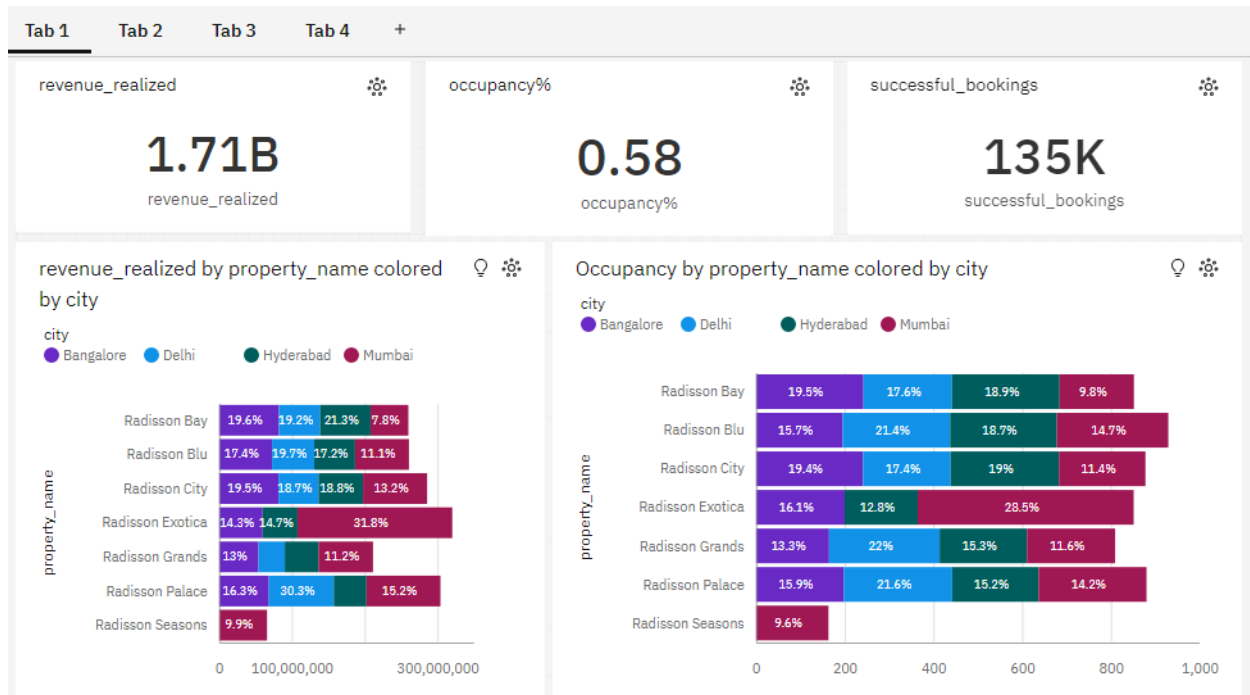 Tab 1 Tab 2 Tab 3 Tab 4 +
revenue_realized
1.71B
revenue_realized
occupancy%
0.58
occupancy%
successful_bookings
135K
successful_bookings
revenue_realized by property_name colored
by city
city
Bangalore Delhi Hyderabad Mumbai
property_name
Radisson Bay 19.6% 19.2% 21.3% 7.8%
Radisson Blu 17.4% 19.7% 17.2% 11.1%
Radisson City 19.5% 18.7% 18.8% 13.2%
Radisson Exotica 14.3% 14.7% 31.8%
Radisson Grands 13% 11.2%
Radisson Palace 16.3% 30.3% 15.2%
Radisson Seasons 9.9%
0 100,000,000 300,000,000
Occupancy by property_name colored by city
city
Bangalore Delhi Hyderabad Mumbai
property_name
Radisson Bay 19.5% 17.6% 18.9% 9.8%
Radisson Blu 15.7% 21.4% 18.7% 14.7%
Radisson City 19.4% 17.4% 19% 11.4%
Radisson Exotica 16.1% 12.8% 28.5%
Radisson Grands 13.3% 22% 15.3% 11.6%
Radisson Palace 15.9% 21.6% 15.2% 14.2%
Radisson Seasons 9.6%
0 200 400 600 800 1,000